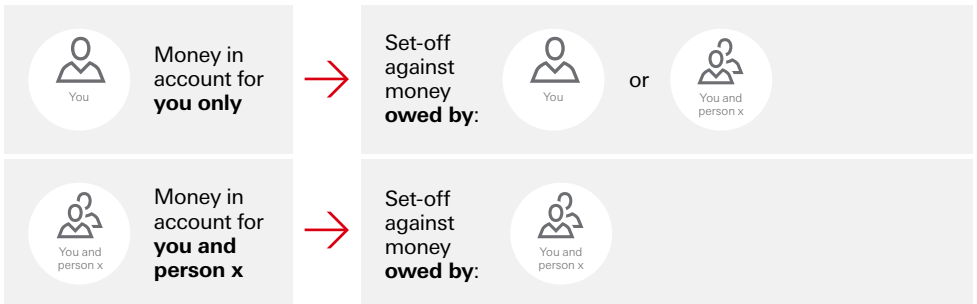 You
Money in
account for
you only
Set-off
against
money
owed by:
You
or
You and
person x
You and
person x
Money in
account for
you and
person x
Set-off
against
money
owed by:
You and
person x